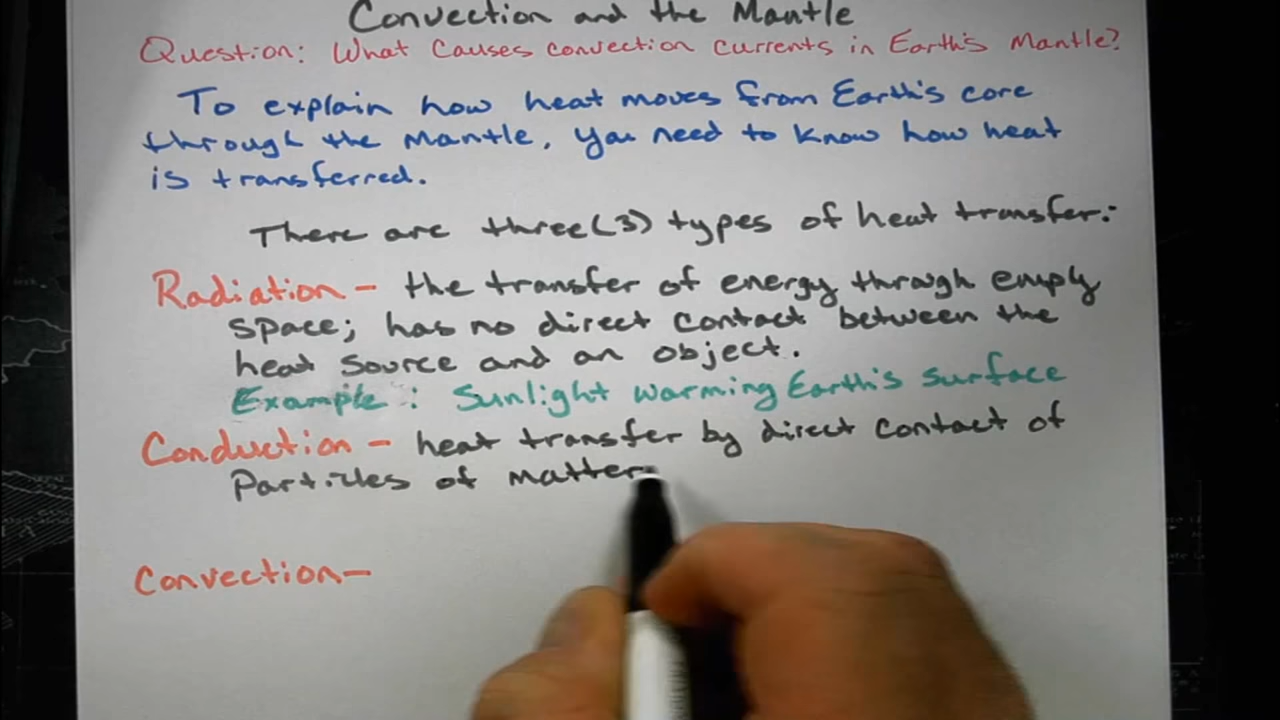 Convection and the Mantle
Question: What Causes convection currents in Earth's Mantle?
To explain how heat moves from Earth's core
through the Mantle, you need to know how heat
is transferred.
There are three(3) types of heat transfer:
Radiation- the transfer of energy through empty
space; has no direct contact between the
heat source and an object.
Example: Sunlight warming Earth's surface
Conduction- heat transfer by direct contact of
Particles of matter
Convection-